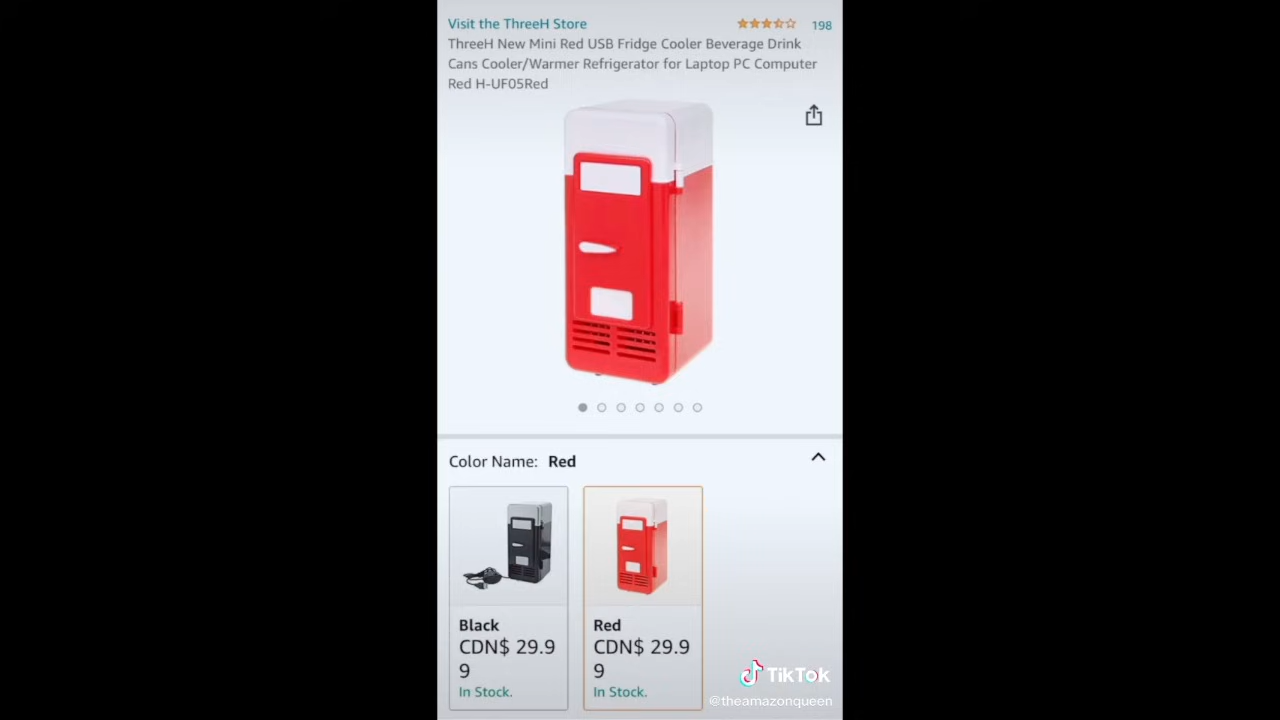 Visit the ThreeH Store
198
ThreeH New Mini Red USB Fridge Cooler Beverage Drink
Cans Cooler/Warmer Refrigerator for Laptop PC Computer
Red H-UF05Red
Color Name: Red
Black
CDN$ 29.9
9
In Stock.
Red
CDN$ 29.9
9
In Stock.
TikTok
@theamazonqueen